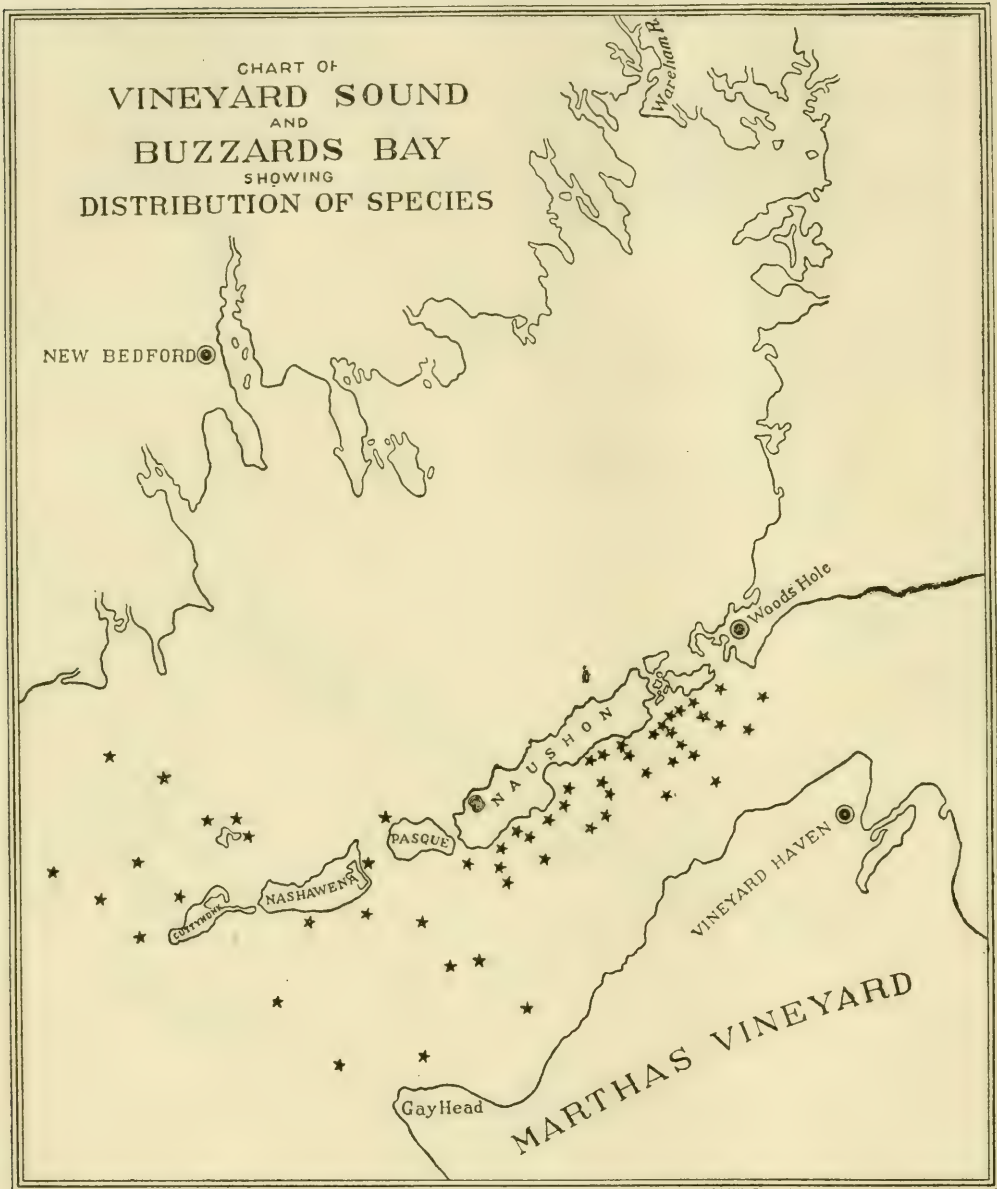 CHART OF
VINEYARD SOUND
AND
BUZZARDS BAY
SHOWING
DISTRIBUTION OF SPECIES
Wareham R.
NEW BEDFORD
Woods Hole
NAUSHON
PASQUE
NASHAWENA
CUTTYHUNK
VINEYARD HAVEN
MARTHAS VINEYARD
Gay Head